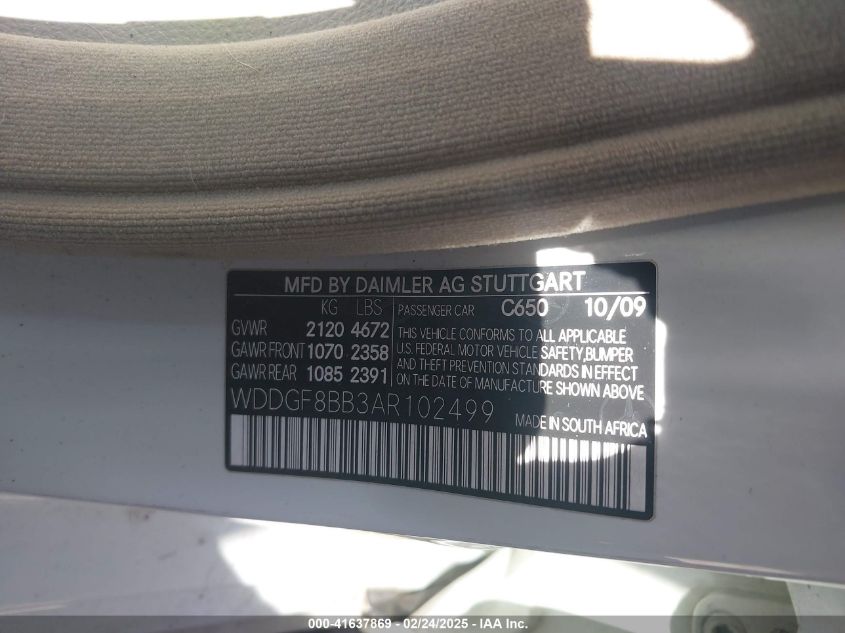 MFD BY DAIMLER AG STUTTGART
KG LBS PASSENGER CAR C650 10/09
GVWR 2120 4672
GAWR FRONT 1070 2358
GAWR REAR 1085 2391
THIS VEHICLE CONFORMS TO ALL APPLICABLE
U.S. FEDERAL MOTOR VEHICLE SAFETY,BUMPER
AND THEFT PREVENTION STANDARDS IN EFFECT
ON THE DATE OF MANUFACTURE SHOWN ABOVE
WDDGF8BB3AR102499
MADE IN SOUTH AFRICA
000-41637869 - 02/24/2025 - IAA Inc.